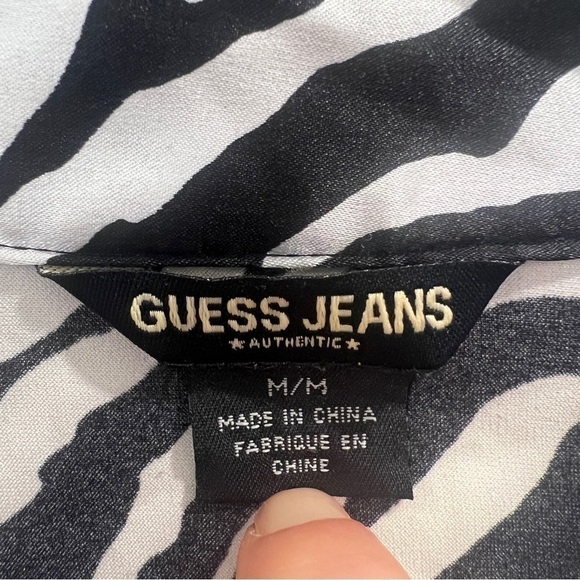 GUESS JEANS
*AUTHENTIC*
M/M
MADE IN CHINA
FABRIQUE EN
CHINE